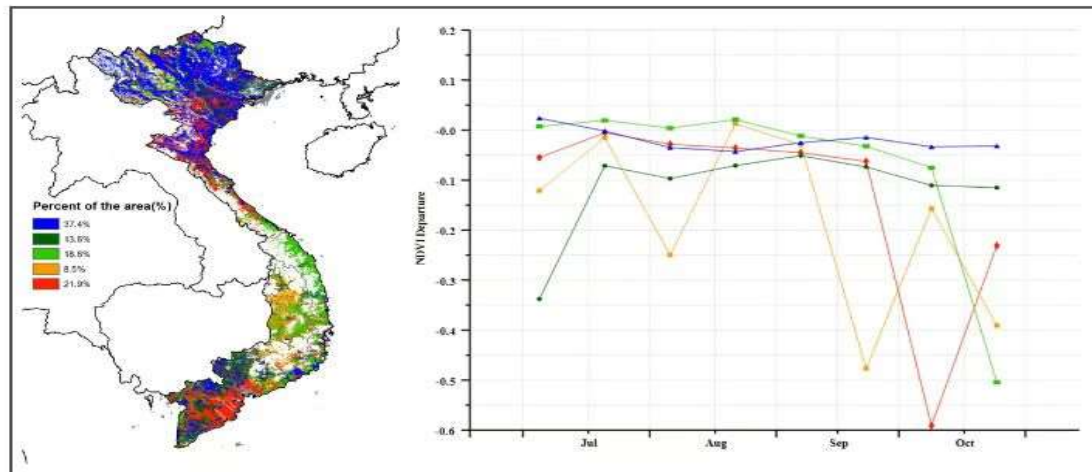 Percent of the area(%)
37.4%
13.6%
18.6%
8.5%
21.9%
NDVI Departure
0.2
0.1
-0.0
-0.1
-0.2
-0.3
-0.4
-0.5
-0.6
Jul
Aug
Sep
Oct